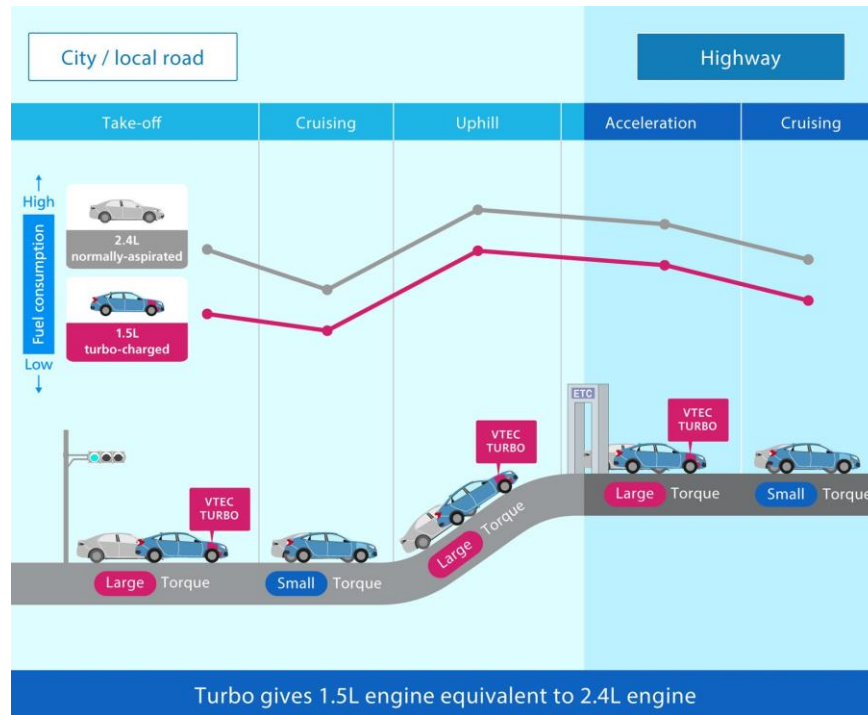 City / local road
Highway
Take-off
Cruising
Uphill
Acceleration
Cruising
High
Fuel consumption
Low
2.4L
normally-aspirated
1.5L
turbo-charged
ETC
VTEC
TURBO
VTEC
TURBO
VTEC
TURBO
Large Torque
Small Torque
Large Torque
Large Torque
Small Torque
Turbo gives 1.5L engine equivalent to 2.4L engine